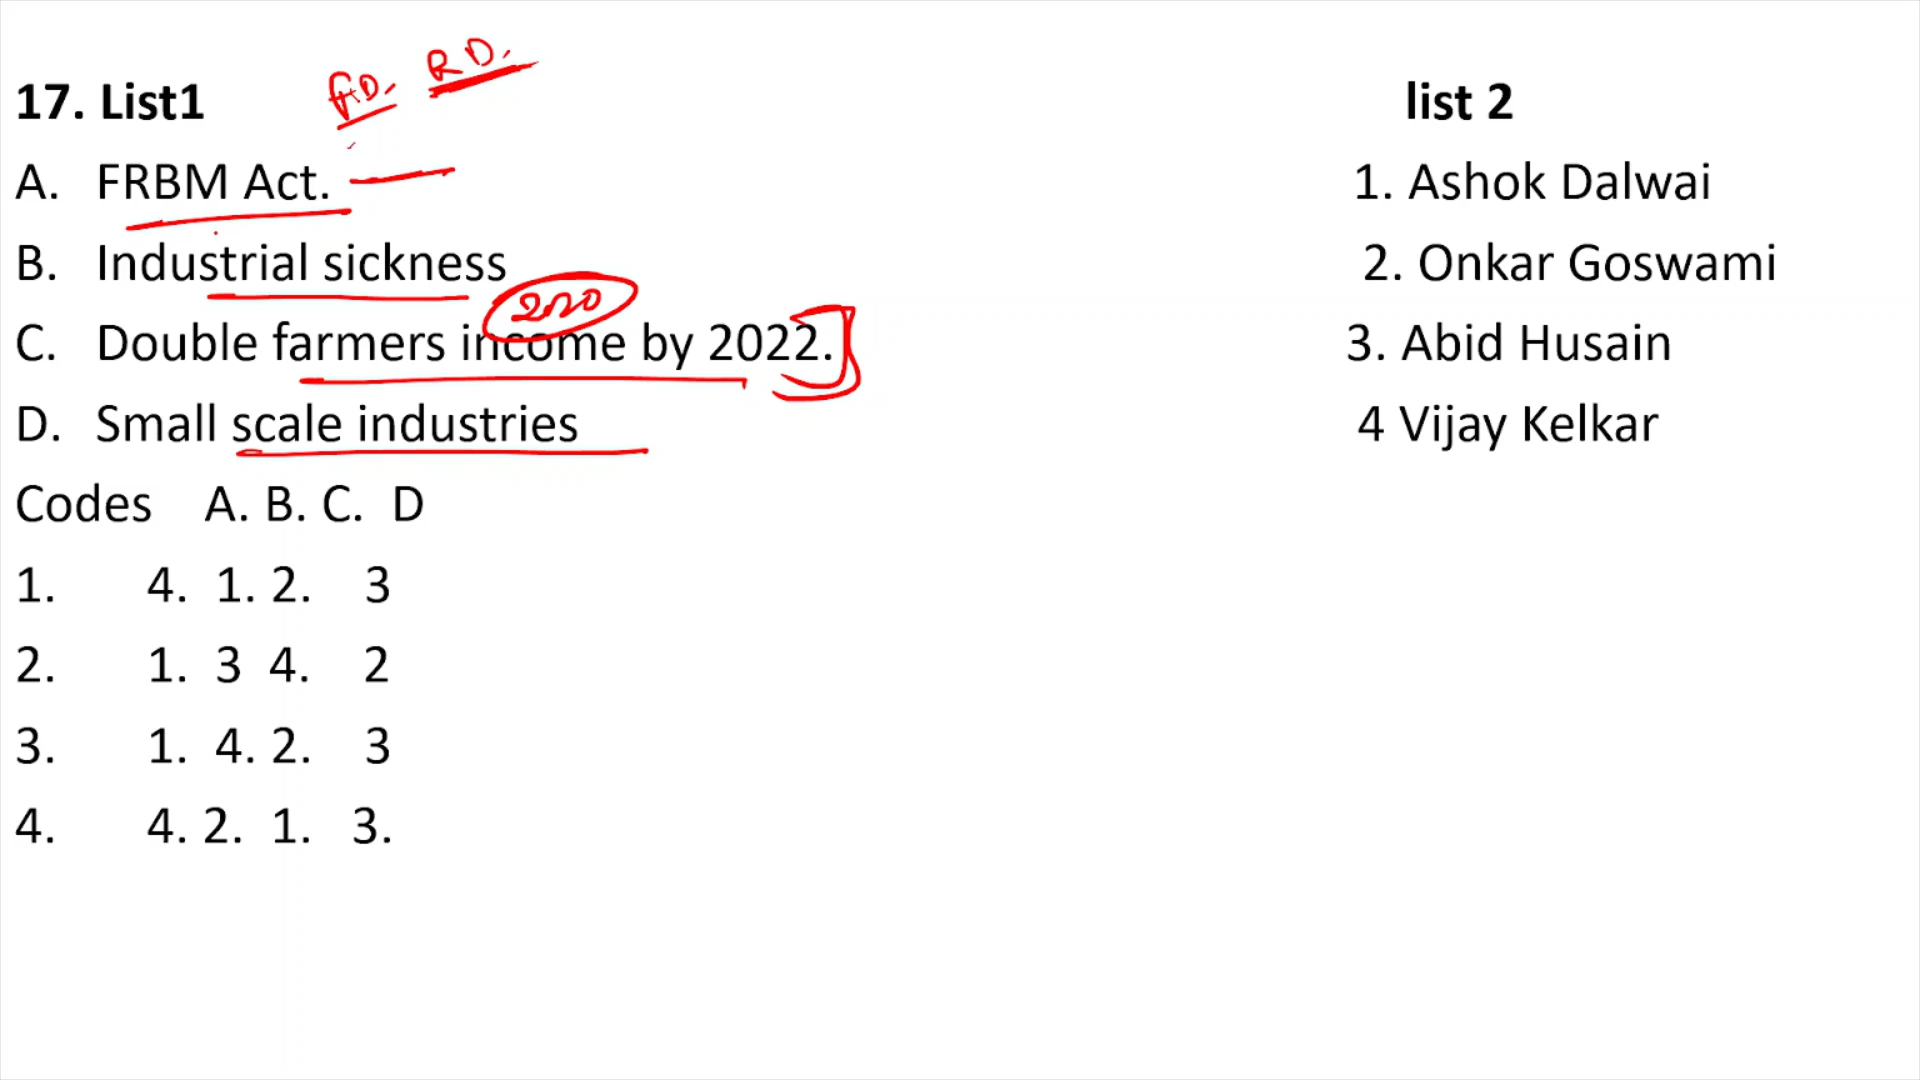 F.D. R D.
17. List1 list 2
A. FRBM Act. 1. Ashok Dalwai
B. Industrial sickness 2. Onkar Goswami
2020
C. Double farmers income by 2022. 3. Abid Husain
D. Small scale industries 4 Vijay Kelkar
Codes A. B. C. D
1. 4. 1. 2. 3
2. 1. 3 4. 2
3. 1. 4. 2. 3
4. 4. 2. 1. 3.